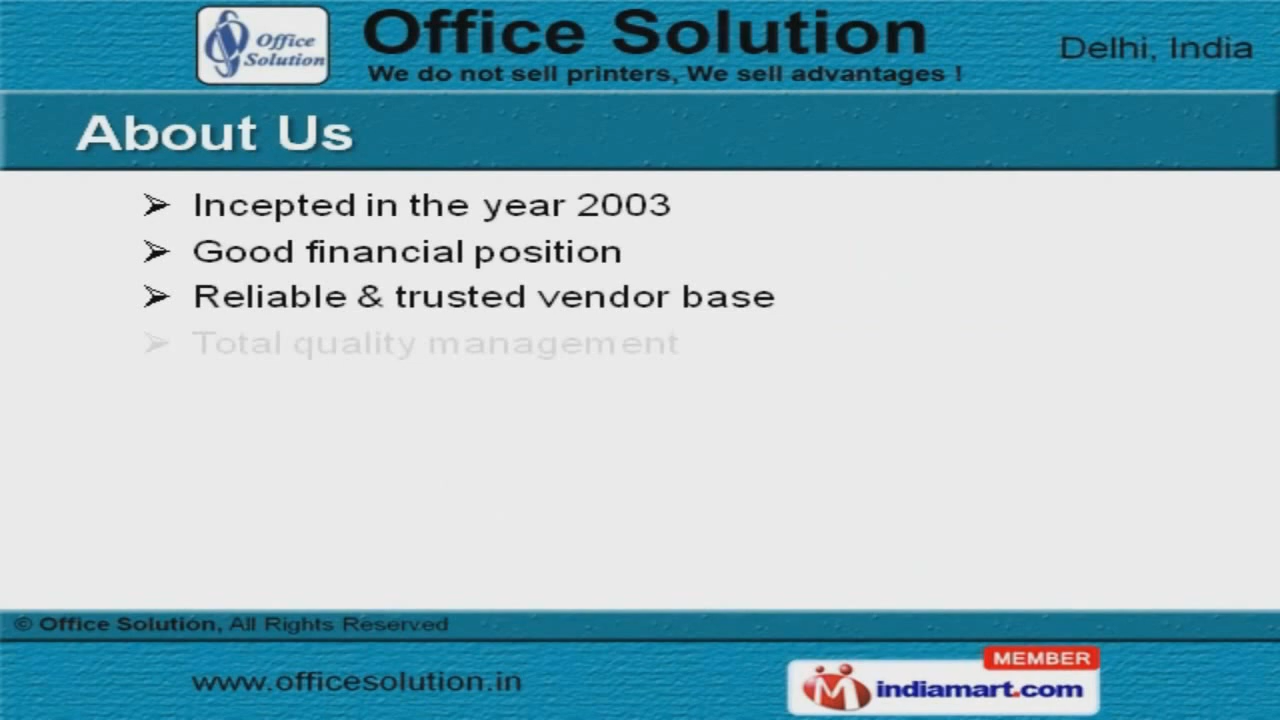 Office
Solution
Office Solution
We do not sell printers, We sell advantages !
Delhi, India
About Us
Incepted in the year 2003
Good financial position
Reliable & trusted vendor base
Total quality management
© Office Solution, All Rights Reserved
www.officesolution.in
MEMBER
indiamart.com